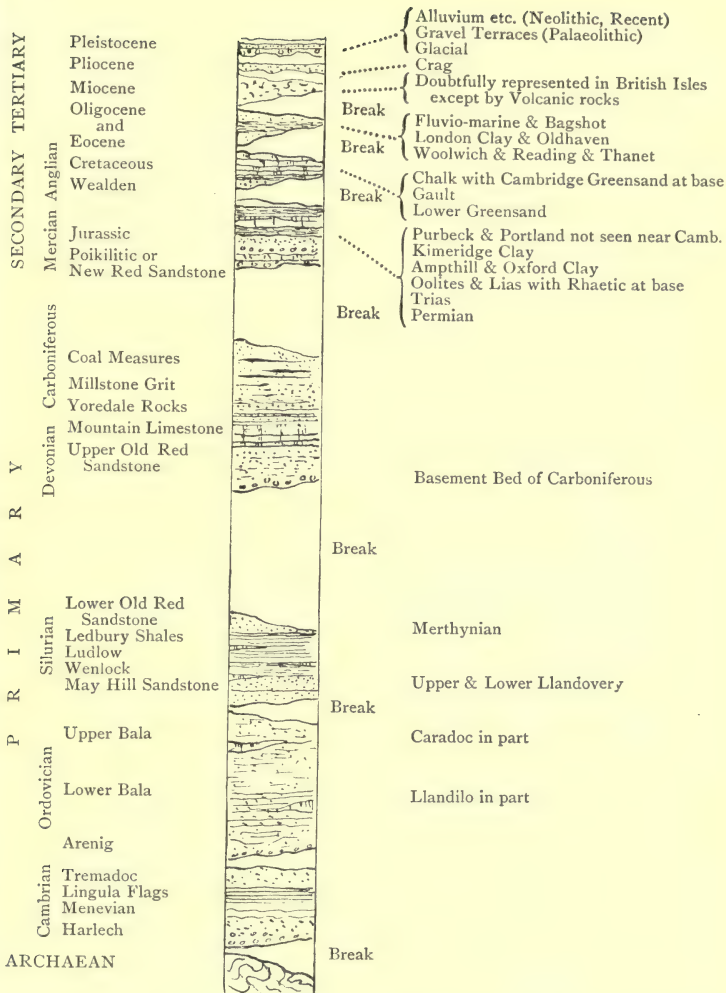 SECONDARY TERTIARY
Mercian Anglian
Pleistocene
Pliocene
Miocene
Oligocene
and
Eocene
Cretaceous
Wealden
Jurassic
Poikilitic or
New Red Sandstone
Alluvium etc. (Neolithic, Recent)
Gravel Terraces (Palaeolithic)
Glacial
Crag
Doubtfully represented in British Isles
except by Volcanic rocks
Break
Fluvio-marine & Bagshot
London Clay & Oldhaven
Woolwich & Reading & Thanet
Break
Chalk with Cambridge Greensand at base
Gault
Lower Greensand
Break
Purbeck & Portland not seen near Camb.
Kimeridge Clay
Ampthill & Oxford Clay
Oolites & Lias with Rhaetic at base
Trias
Permian
Break
PRIMARY
Devonian Carboniferous
Coal Measures
Millstone Grit
Yoredale Rocks
Mountain Limestone
Upper Old Red
Sandstone
Basement Bed of Carboniferous
Break
Silurian
Lower Old Red
Sandstone
Ledbury Shales
Ludlow
Wenlock
May Hill Sandstone
Merthynian
Upper & Lower Llandovery
Break
Ordovician
Upper Bala
Caradoc in part
Lower Bala
Llandilo in part
Arenig
Cambrian
Tremadoc
Lingula Flags
Menevian
Harlech
Break
ARCHAEAN